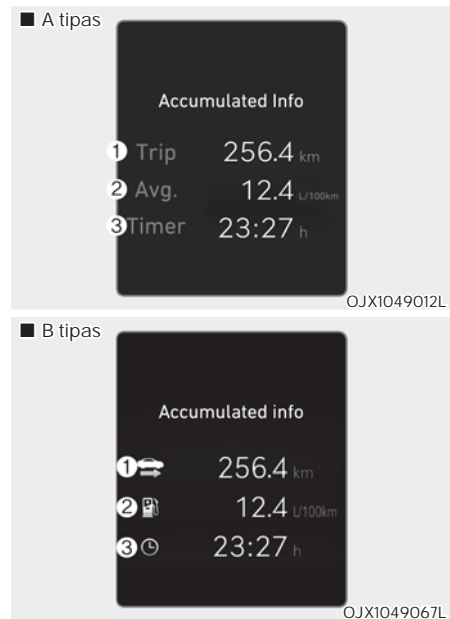 ■ A tipas
Accumulated Info
① Trip 256.4 km
② Avg. 12.4 L/100km
③ Timer 23:27 h
OJX1049012L
■ B tipas
Accumulated info
① 256.4 km
② 12.4 L/100km
③ 23:27 h
OJX1049067L